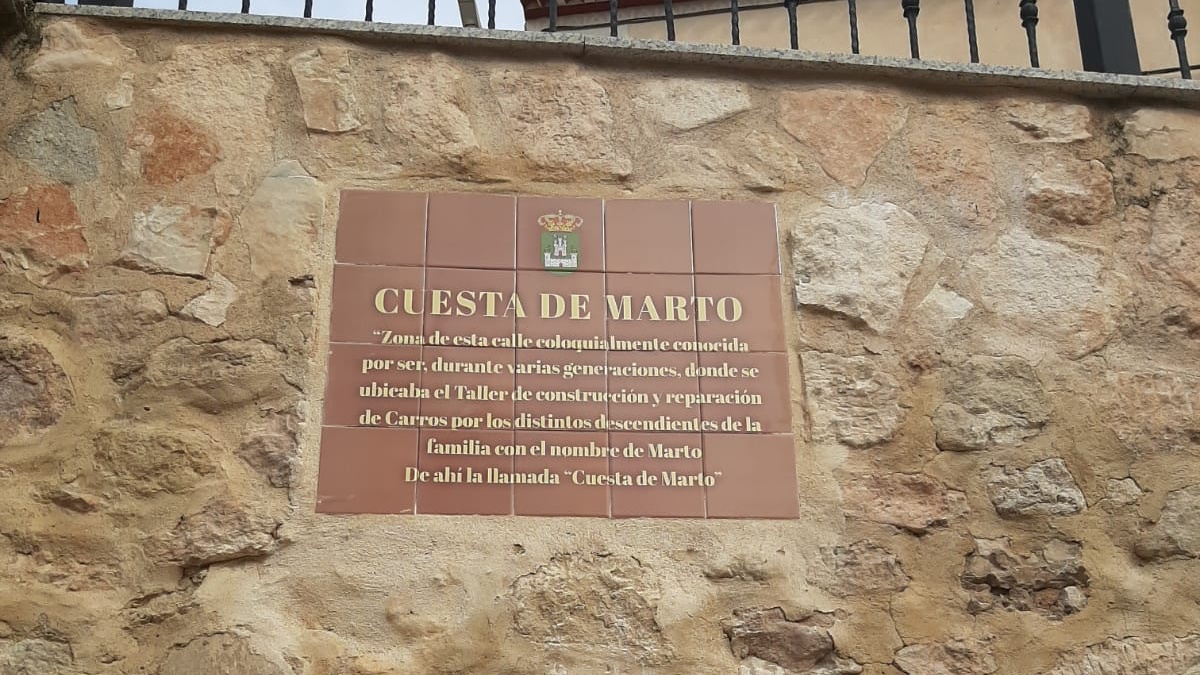 CUESTA DE MARTO
“Zona de esta calle coloquialmente conocida
por ser, durante varias generaciones, donde se
ubicaba el Taller de construcción y reparación
de Carros por los distintos descendientes de la
familia con el nombre de Marto
De ahí la llamada “Cuesta de Marto”